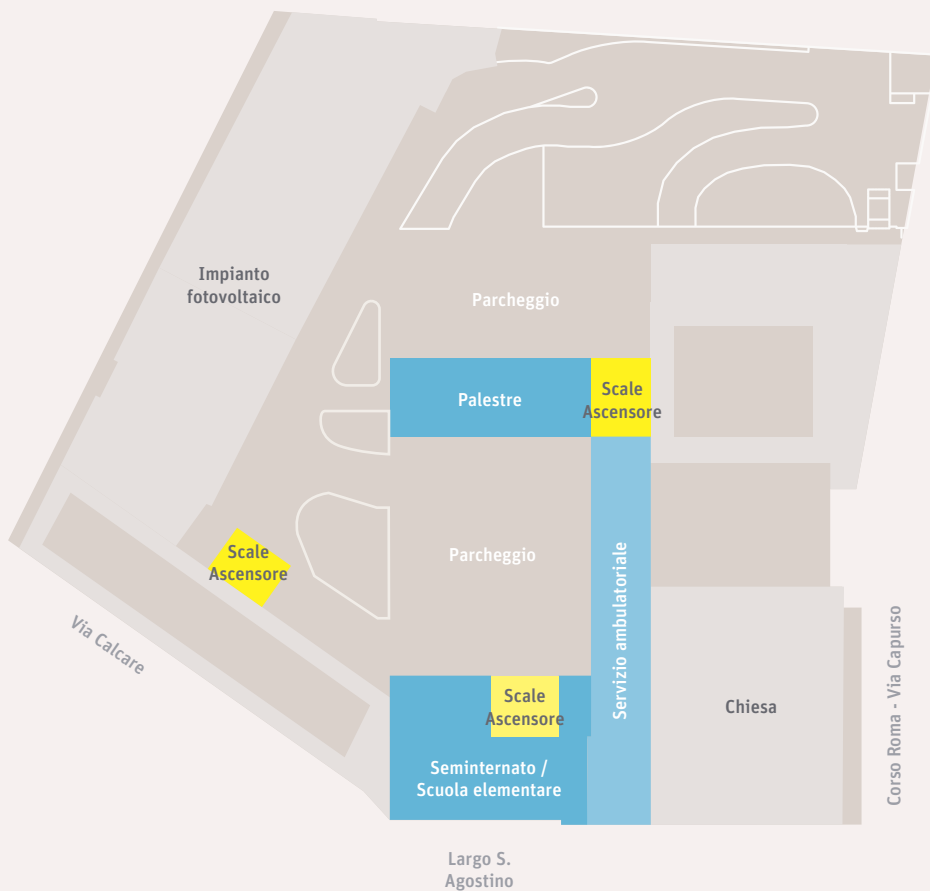 Impianto
fotovoltaico
Parcheggio
Palestre
Scale
Ascensore
Parcheggio
Scale
Ascensore
Servizio ambulatoriale
Via Calcare
Scale
Ascensore
Chiesa
Corso Roma - Via Capurso
Seminternato /
Scuola elementare
Largo S.
Agostino